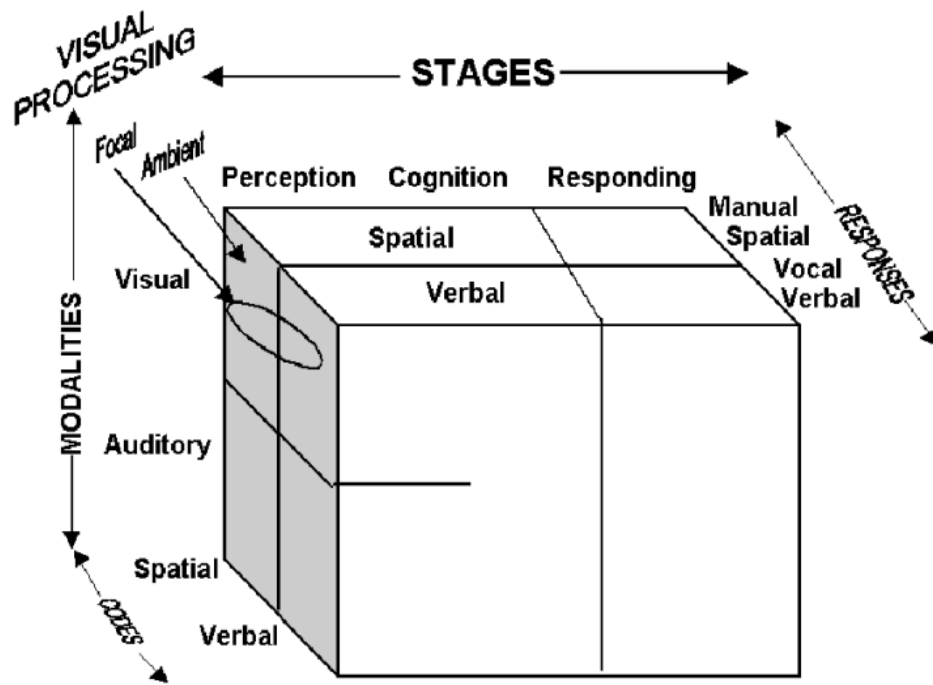 VISUAL
PROCESSING
STAGES
Focal
Ambient
Perception Cognition Responding
Manual
Spatial
Spatial
Vocal
Verbal
Verbal
Visual
RESPONSES
MODALITIES
Auditory
Spatial
Verbal
CODES